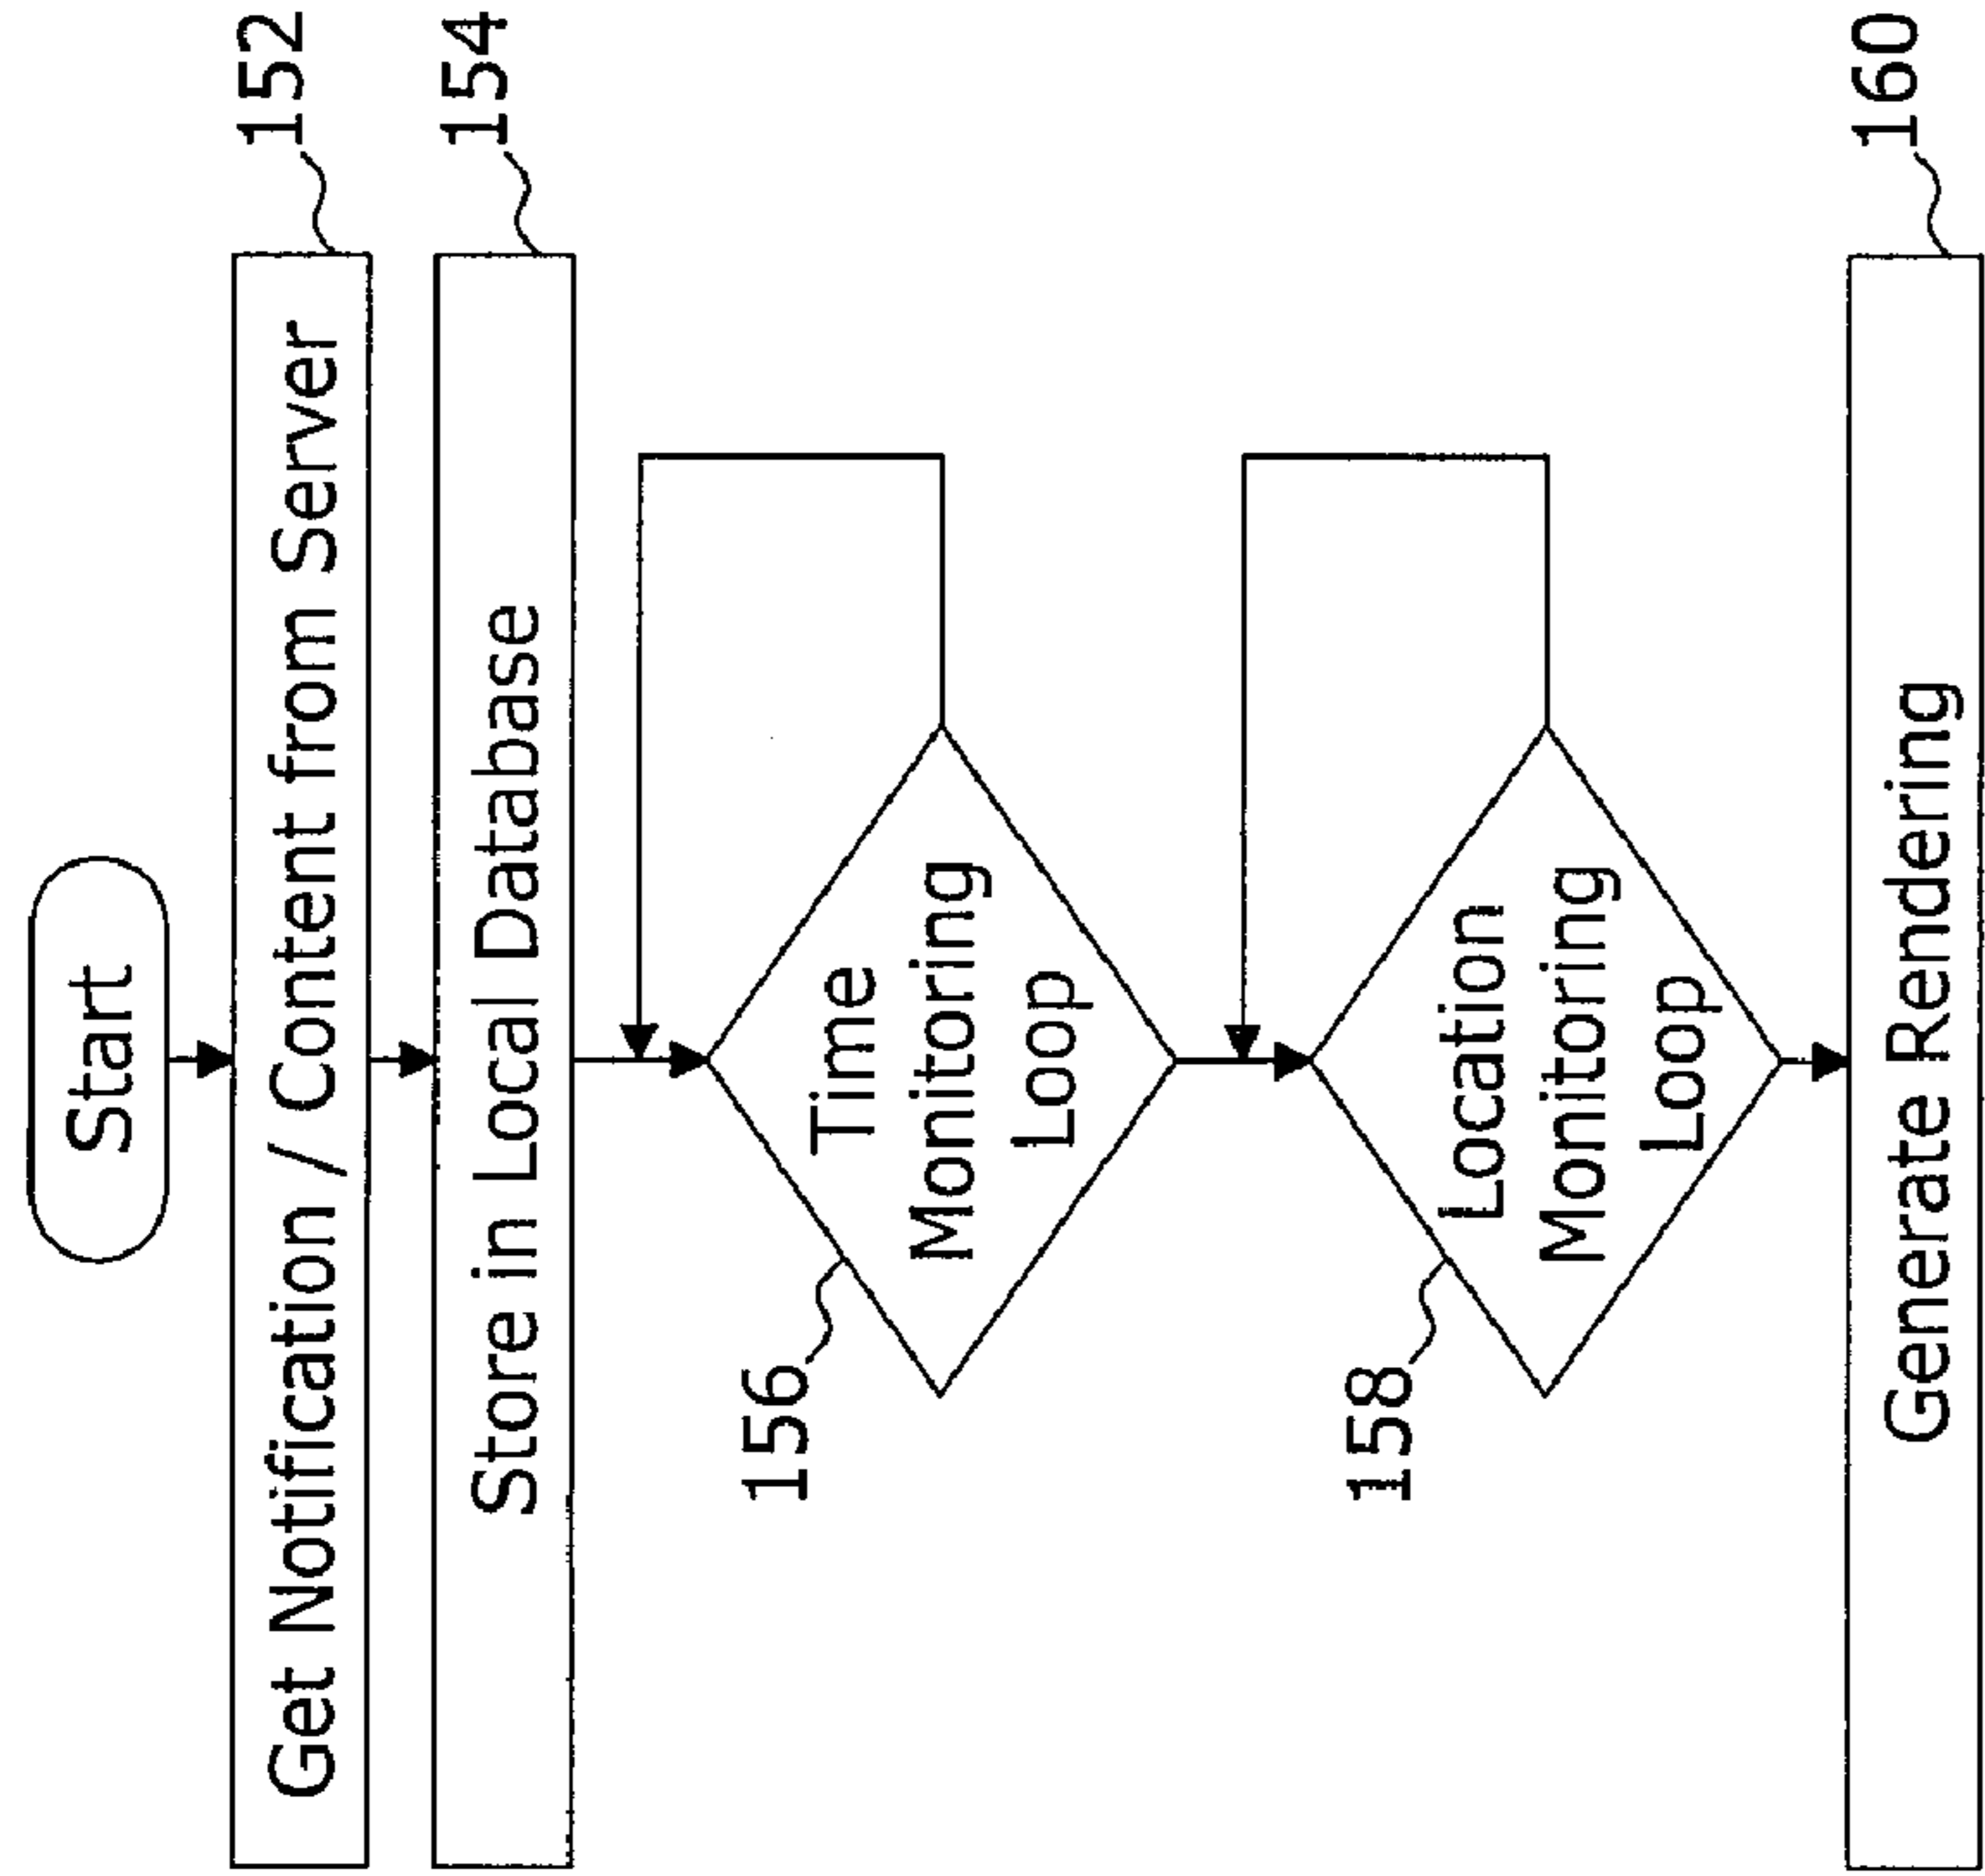 Start
Get Notification / Content from Server
152
Store in Local Database
154
156
Time
Monitoring
Loop
158
Location
Monitoring
Loop
Generate Rendering
160